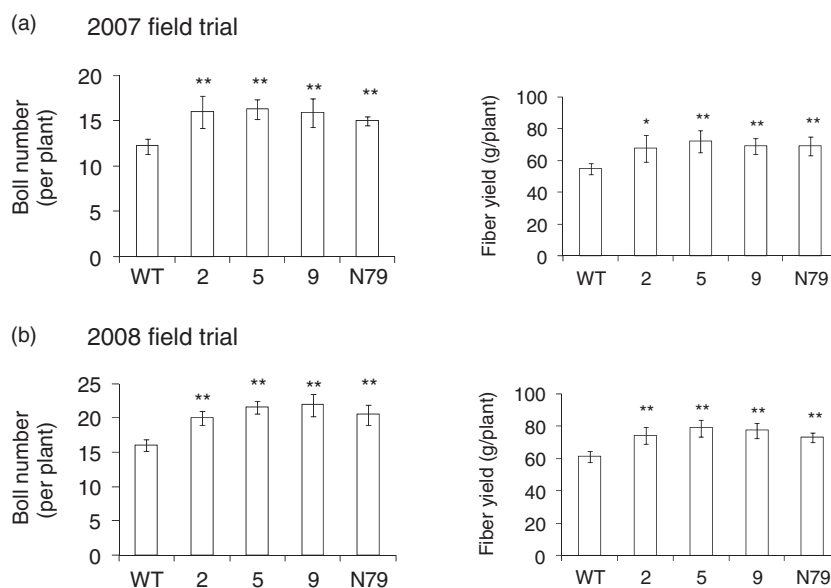 (a) 2007 field trial
Boll number
(per plant)
20
15
10
5
0
** ** ** **
WT 2 5 9 N79
Fiber yield (g/plant)
100
80
60
40
20
0
* ** ** **
WT 2 5 9 N79
(b) 2008 field trial
Boll number
(per plant)
25
20
15
10
5
0
** ** ** **
WT 2 5 9 N79
Fiber yield (g/plant)
100
80
60
40
20
0
** ** ** **
WT 2 5 9 N79